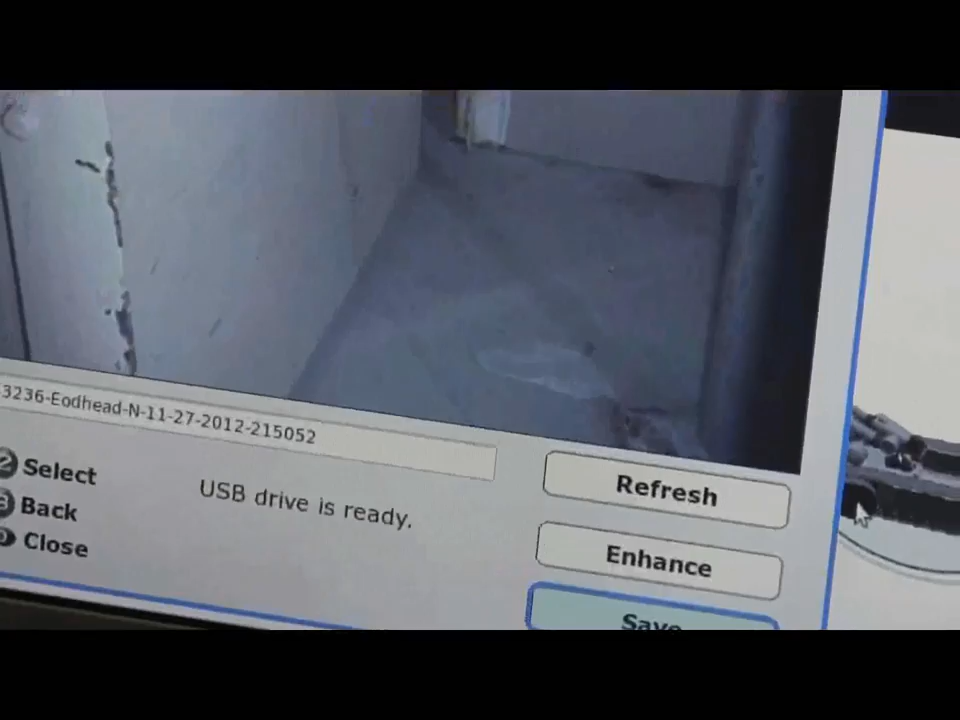 3236-Eodhead-N-11-27-2012-215052
Select
Back
Close
USB drive is ready.
Refresh
Enhance
Save